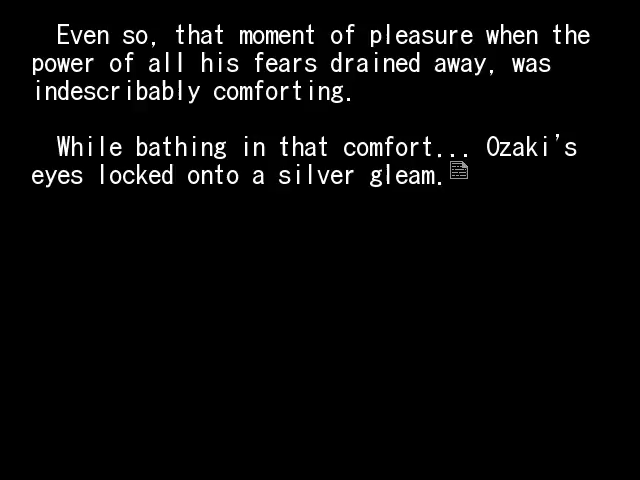 Even so, that moment of pleasure when the
power of all his fears drained away, was
indescribably comforting.
While bathing in that comfort... Ozaki's
eyes locked onto a silver gleam.